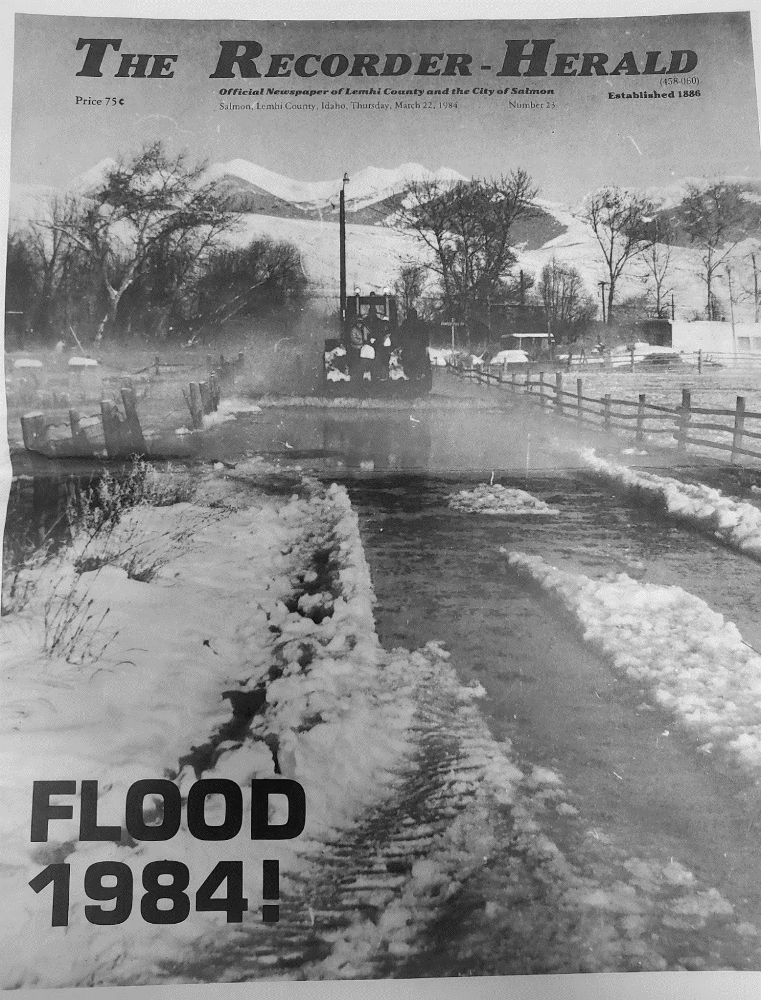 THE RECORDER-HERALD
(458-060)
Official Newspaper of Lemhi County and the City of Salmon
Established 1886
Price 75¢
Salmon, Lemhi County, Idaho, Thursday, March 22, 1984 Number 23
FLOOD
1984!